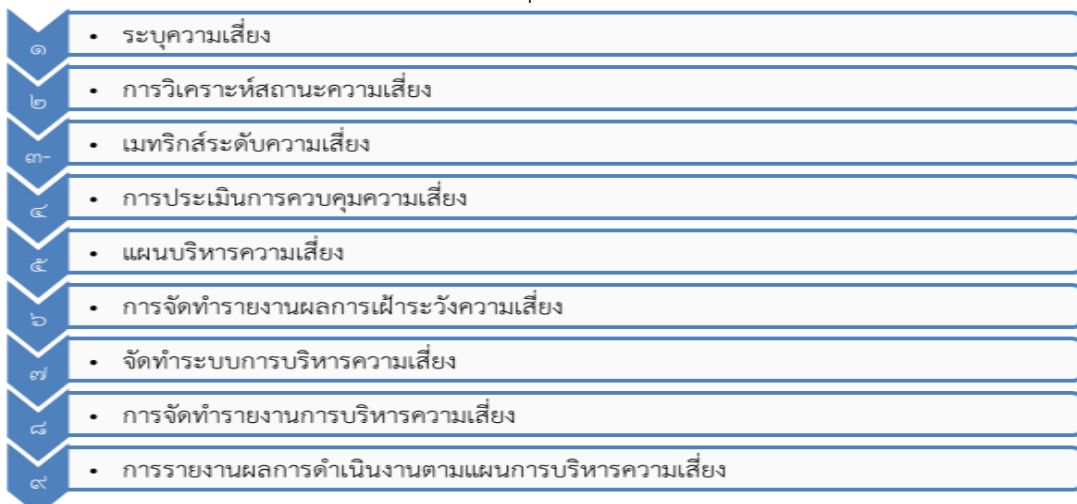 ๑ • ระบุความเสี่ยง
๒ • การวิเคราะห์สถานะความเสี่ยง
๓- • เมทริกส์ระดับความเสี่ยง
๔ • การประเมินการควบคุมความเสี่ยง
๕ • แผนบริหารความเสี่ยง
๖ • การจัดทำรายงานผลการเฝ้าระวังความเสี่ยง
๗ • จัดทำระบบการบริหารความเสี่ยง
๘ • การจัดทำรายงานการบริหารความเสี่ยง
๙ • การรายงานผลการดำเนินงานตามแผนการบริหารความเสี่ยง